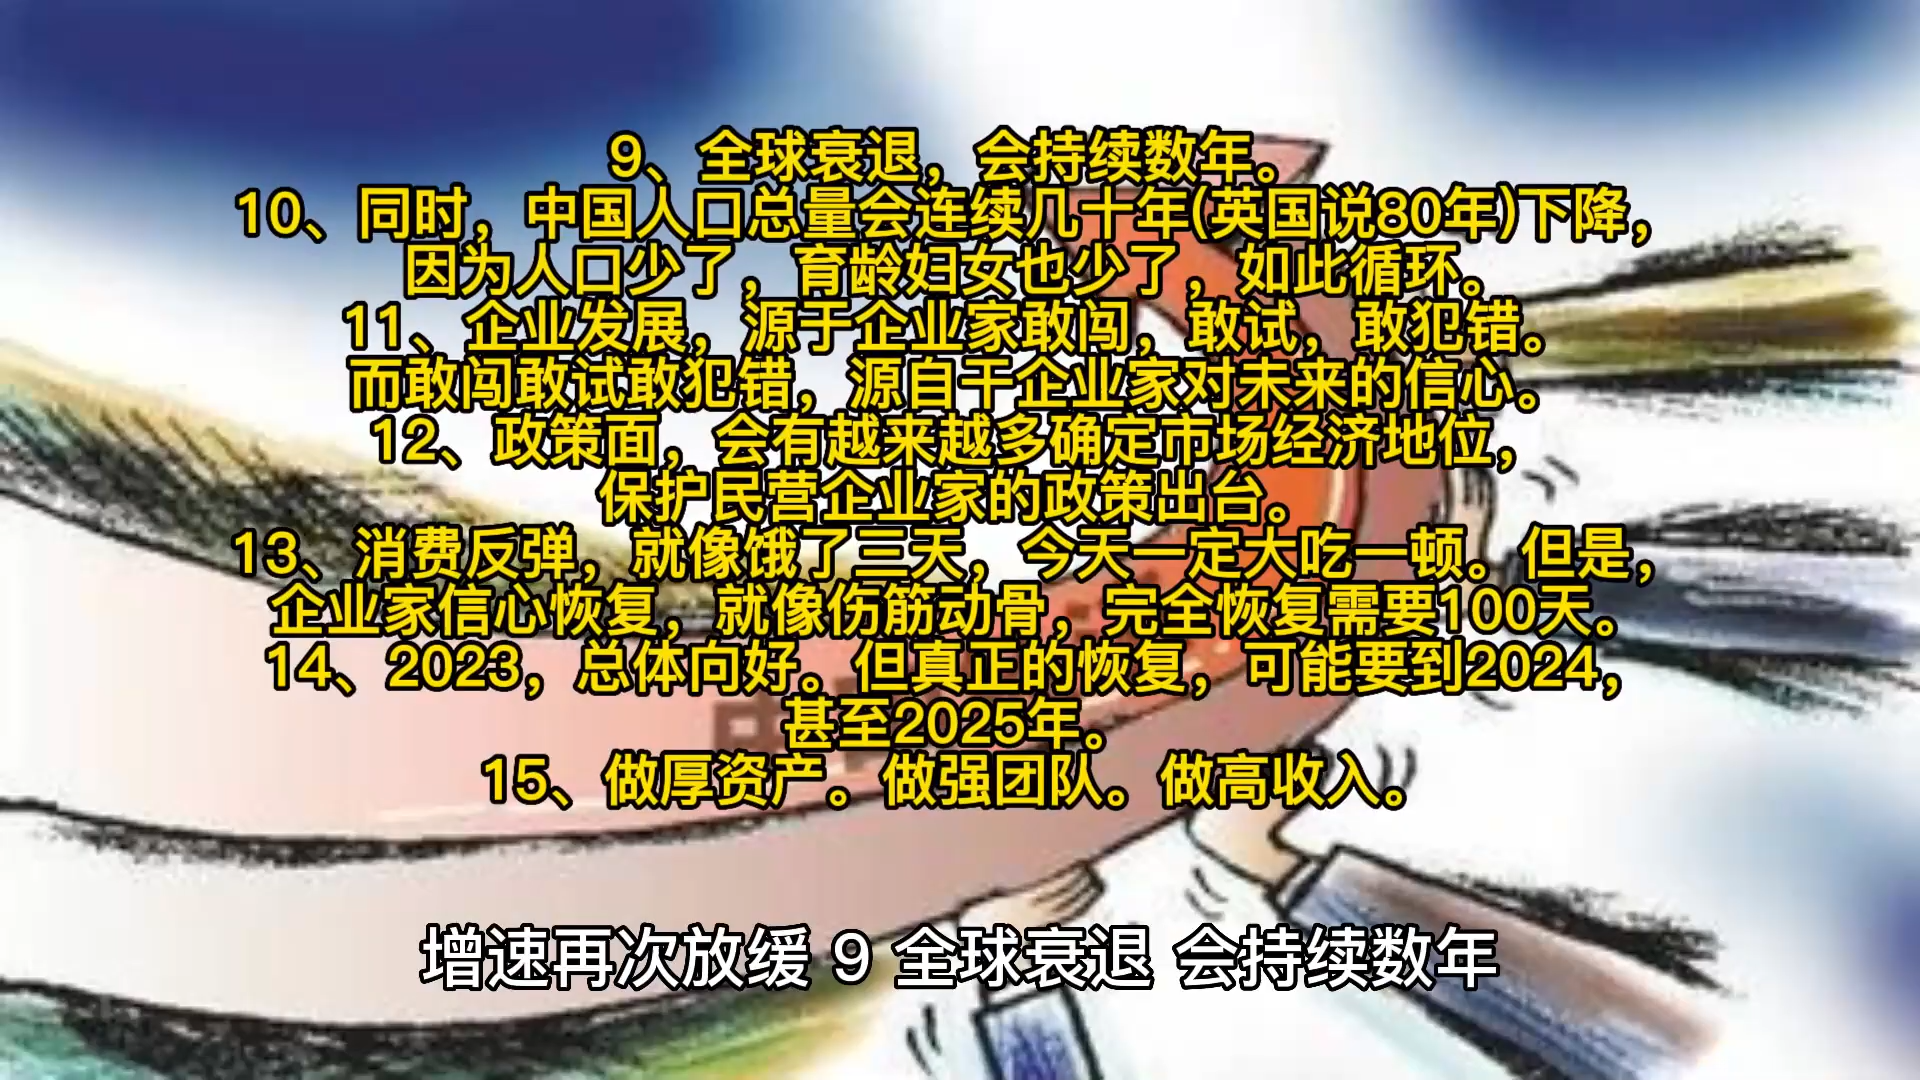 9、全球衰退，会持续数年。
10、同时，中国人口总量会连续几十年(英国说80年)下降，
因为人口少了，育龄妇女也少了，如此循环。
11、企业发展，源于企业家敢闯，敢试，敢犯错。
而敢闯敢试敢犯错，源自于企业家对未来的信心。
12、政策面，会有越来越多确定市场经济地位，
保护民营企业家的政策出台。
13、消费反弹，就像饿了三天，今天一定大吃一顿。但是，
企业家信心恢复，就像伤筋动骨，完全恢复需要100天。
14、2023，总体向好。但真正的恢复，可能要到2024，
甚至2025年。
15、做厚资产。做强团队。做高收入。
增速再次放缓 9 全球衰退 会持续数年